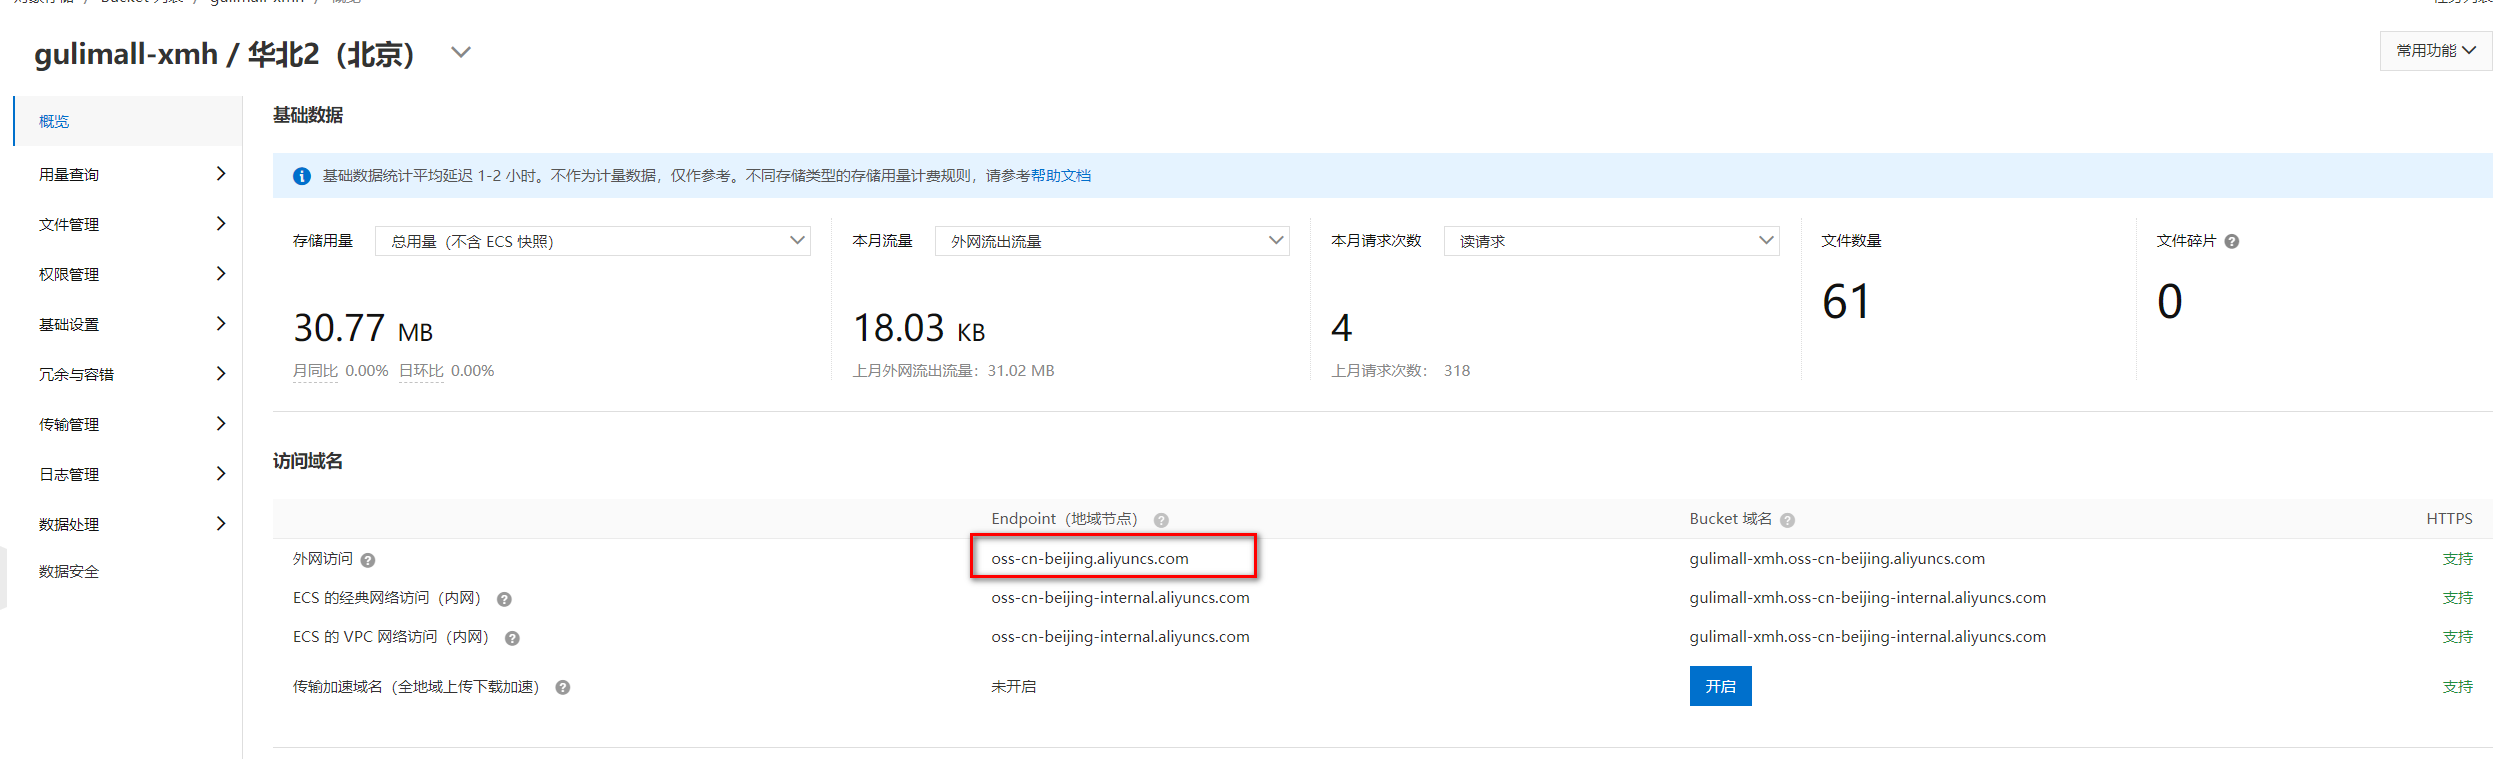 对象存储 / Bucket 列表 / gulimall-xmh / 概览
任务列表
gulimall-xmh / 华北2（北京）
常用功能
概览
用量查询
文件管理
权限管理
基础设置
冗余与容错
传输管理
日志管理
数据处理
数据安全
基础数据
基础数据统计平均延迟 1-2 小时。不作为计量数据，仅作参考。不同存储类型的存储用量计费规则，请参考帮助文档
存储用量 总用量（不含 ECS 快照）
30.77 MB
月同比 0.00% 日环比 0.00%
本月流量 外网流出流量
18.03 KB
上月外网流出流量：31.02 MB
本月请求次数 读请求
4
上月请求次数： 318
文件数量
61
文件碎片
0
访问域名
Endpoint（地域节点） Bucket 域名 HTTPS
外网访问 oss-cn-beijing.aliyuncs.com gulimall-xmh.oss-cn-beijing.aliyuncs.com 支持
ECS 的经典网络访问（内网） oss-cn-beijing-internal.aliyuncs.com gulimall-xmh.oss-cn-beijing-internal.aliyuncs.com 支持
ECS 的 VPC 网络访问（内网） oss-cn-beijing-internal.aliyuncs.com gulimall-xmh.oss-cn-beijing-internal.aliyuncs.com 支持
传输加速域名（全地域上传下载加速） 未开启 开启 支持